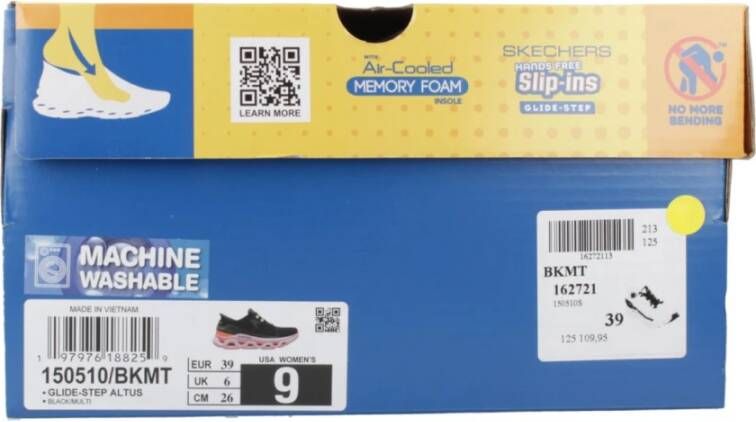 LEARN MORE
WITH
Air-Cooled
MEMORY FOAM
INSOLE
SKECHERS
HANDS FREE
Slip-ins
GLIDE-STEP
TM
NO MORE
BENDING
MACHINE
WASHABLE
MADE IN VIETNAM
1 97976 18825 9
150510/BKMT
• GLIDE-STEP ALTUS
• BLACK/MULTI
EUR 39
UK 6
CM 26
USA WOMEN'S
9
213
125
16272113
BKMT
162721
150510S
39
125 109,95